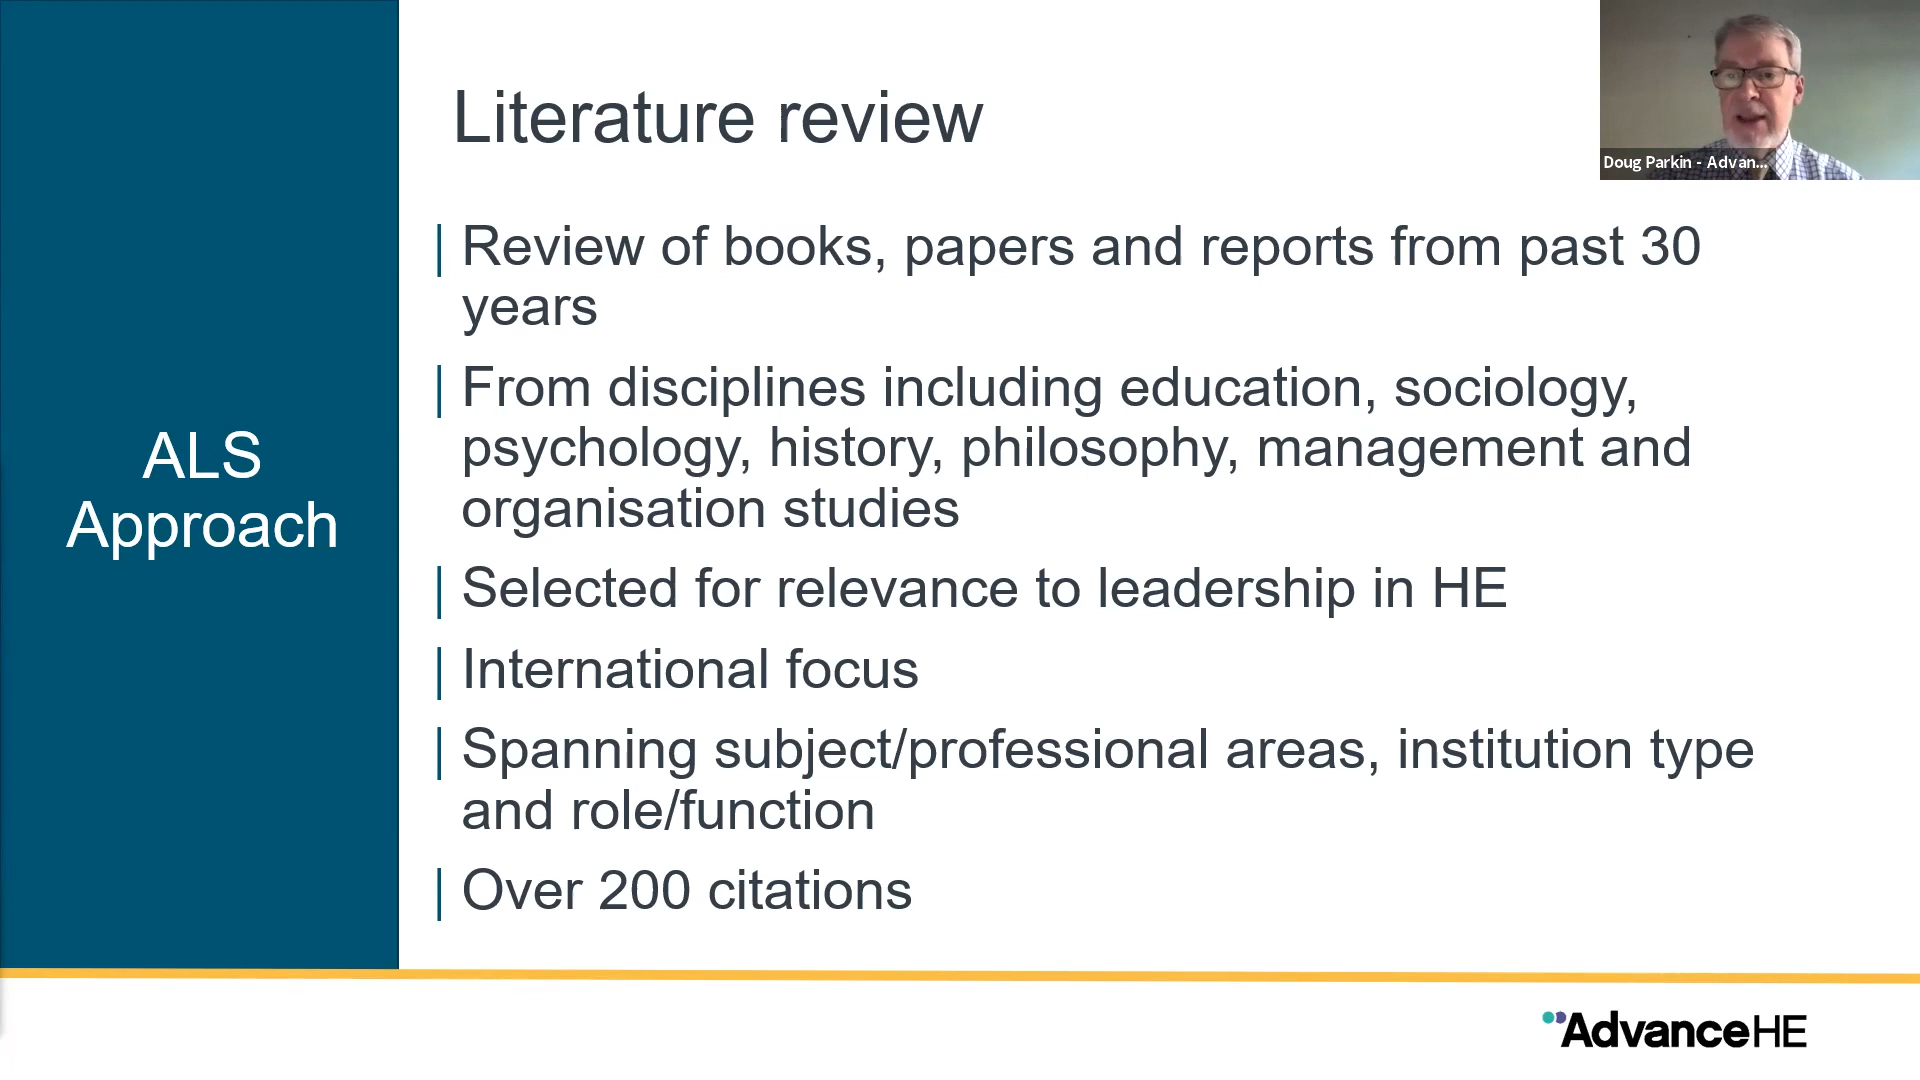 Literature review
Doug Parkin - Advan...
| Review of books, papers and reports from past 30
years
| From disciplines including education, sociology,
psychology, history, philosophy, management and
organisation studies
| Selected for relevance to leadership in HE
| International focus
| Spanning subject/professional areas, institution type
and role/function
| Over 200 citations
ALS
Approach
AdvanceHE